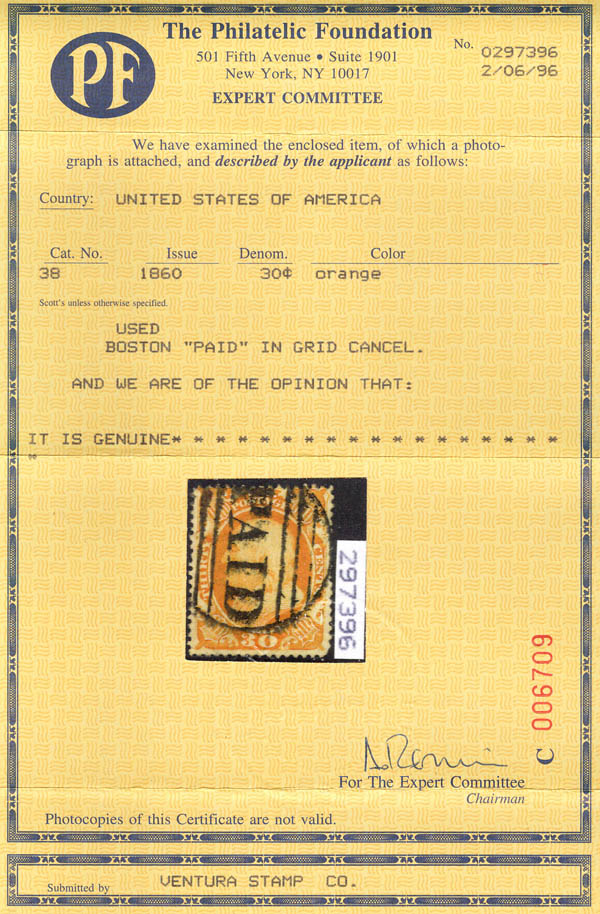 The Philatelic Foundation
501 Fifth Avenue • Suite 1901
New York, NY 10017
EXPERT COMMITTEE
PF
No. 0297396
2/06/96
We have examined the enclosed item, of which a photo-
graph is attached, and described by the applicant as follows:
Country: UNITED STATES OF AMERICA
Cat. No. Issue Denom. Color
38 1860 30¢ orange
Scott's unless otherwise specified.
USED
BOSTON "PAID" IN GRID CANCEL.
AND WE ARE OF THE OPINION THAT:
IT IS GENUINE* * * * * * * * * * * * * * * * * *
**
PAID
THIRTY
CENTS
30
297396
C 006709
For The Expert Committee
Chairman
Photocopies of this Certificate are not valid.
Submitted by VENTURA STAMP CO.